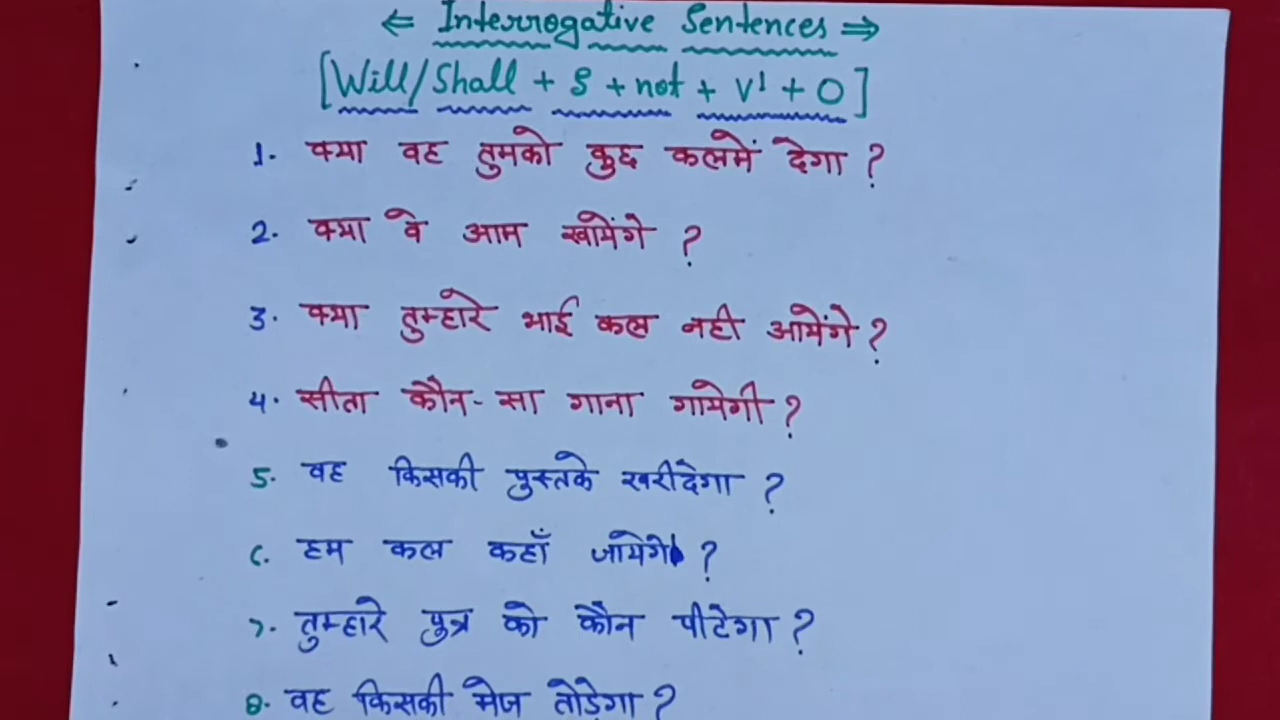 ⇐ Interrogative Sentences ⇒
[Will/Shall + S + not + V¹ + O]
1. क्या वह तुमको कुछ कलमें देगा ?
2. क्या वे आम खायेंगे ?
3. क्या तुम्हारे भाई कल नही आयेंगे ?
4. सीता कौन-सा गाना गायेगी ?
5. वह किसकी पुस्तके खरीदेगा ?
6. हम कल कहाँ जायेगे ?
7. तुम्हारे पुत्र को कौन पीटेगा ?
8. वह किसकी मेज तोड़ेगा ?